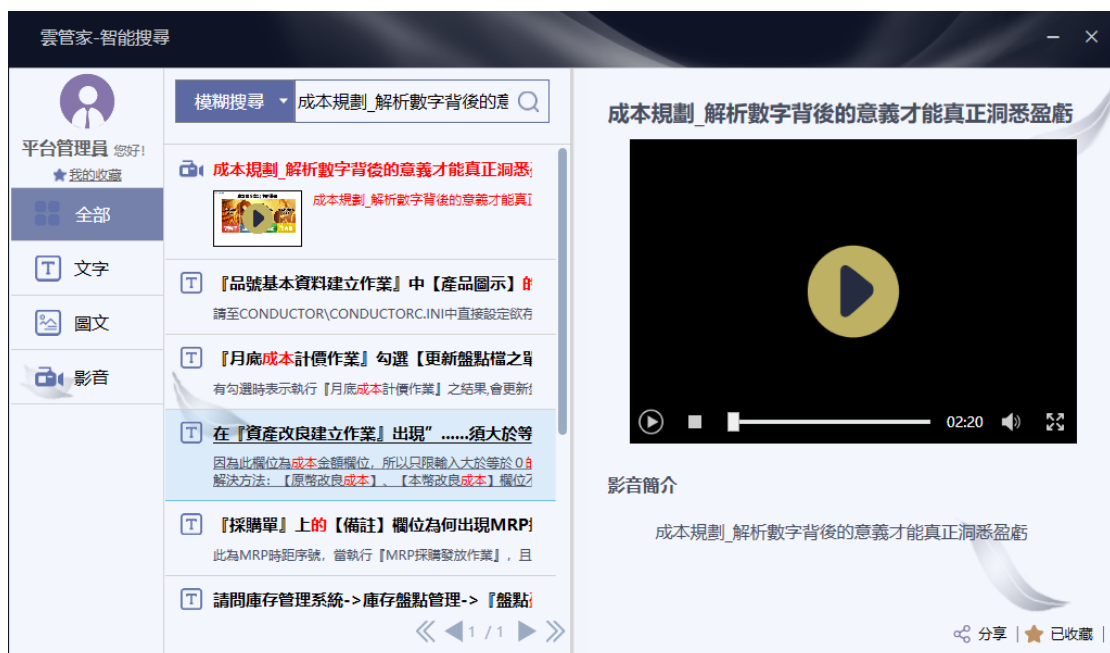 雲管家-智能搜尋
平台管理員 您好!
我的收藏
全部
文字
圖文
影音
模糊搜尋
成本規劃_解析數字背後的意
成本規劃_解析數字背後的意義才能真正洞悉
成本規劃_解析數字背後的意義才能真正
『品號基本資料建立作業』中【產品圖示】的
請至CONDUCTOR\CONDUCTORC.INI中直接設定欲存
『月底成本計價作業』勾選【更新盤點檔之單
有勾選時表示執行『月底成本計價作業』之結果,會更新
在『資產改良建立作業』出現”......須大於等
因為此欄位為成本金額欄位，所以只限輸入大於等於０的
解決方法：【原幣改良成本】、【本幣改良成本】欄位不
『採購單』上的【備註】欄位為何出現MRP
此為MRP時距序號，當執行『MRP採購發放作業』，且
請問庫存管理系統->庫存盤點管理->『盤點
1 / 1
成本規劃_解析數字背後的意義才能真正洞悉盈虧
02:20
影音簡介
成本規劃_解析數字背後的意義才能真正洞悉盈虧
分享
已收藏